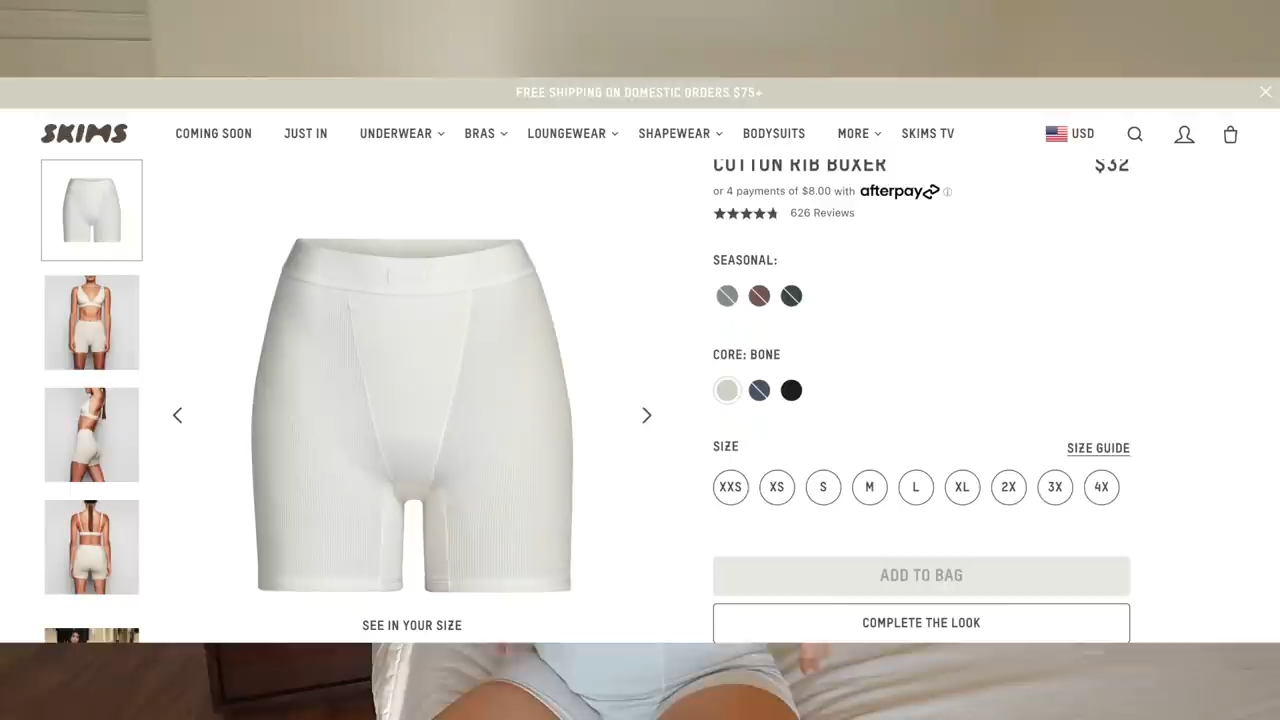 FREE SHIPPING ON DOMESTIC ORDERS $75+
SKIMS
COMING SOON
JUST IN
UNDERWEAR
BRAS
LOUNGEWEAR
SHAPEWEAR
BODYSUITS
MORE
SKIMS TV
USD
COTTON RIB BOXER
$32
or 4 payments of $8.00 with afterpay
626 Reviews
SEASONAL:
CORE: BONE
SIZE
SIZE GUIDE
XXS XS S M L XL 2X 3X 4X
ADD TO BAG
COMPLETE THE LOOK
SEE IN YOUR SIZE